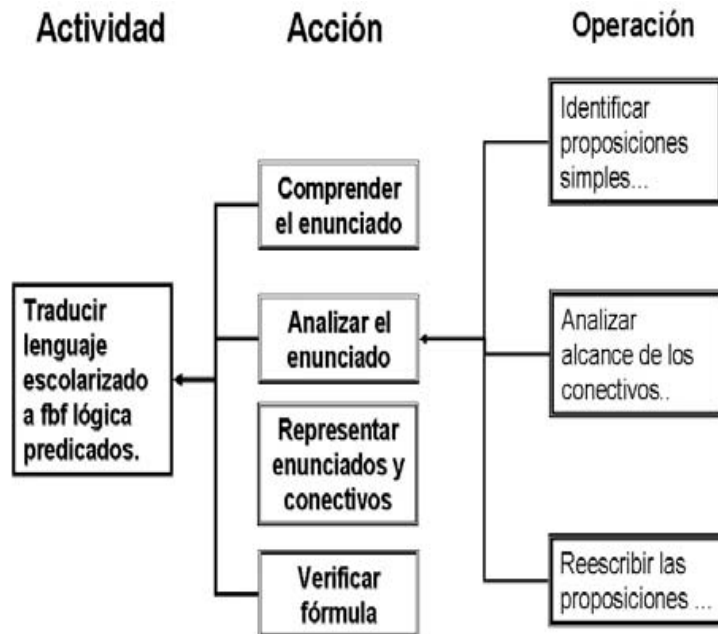 Actividad
Acción
Operación
Traducir
lenguaje
escolarizado
a fbf lógica
predicados.
Comprender
el enunciado
Analizar el
enunciado
Representar
enunciados y
conectivos
Verificar
fórmula
Identificar
proposiciones
simples...
Analizar
alcance de los
conectivos..
Reescribir las
proposiciones ...